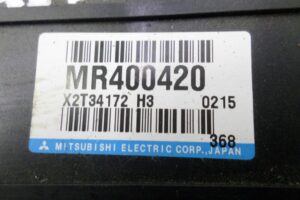 MR400420
X2T34172 H3 0215
368
MITSUBISHI ELECTRIC CORP., JAPAN